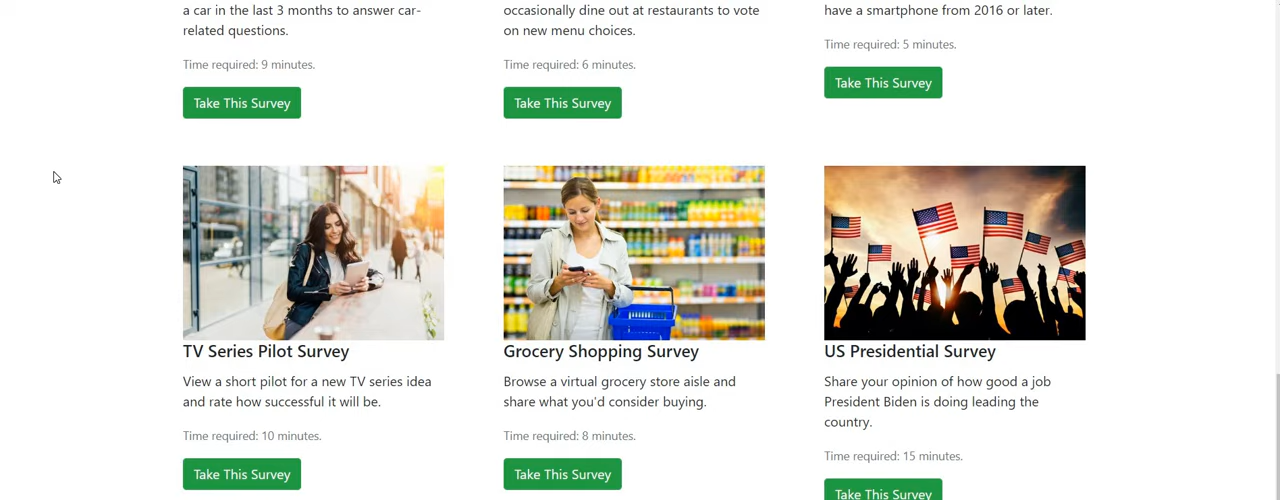 a car in the last 3 months to answer car-
related questions.
Time required: 9 minutes.
Take This Survey
occasionally dine out at restaurants to vote
on new menu choices.
Time required: 6 minutes.
Take This Survey
have a smartphone from 2016 or later.
Time required: 5 minutes.
Take This Survey
TV Series Pilot Survey
View a short pilot for a new TV series idea
and rate how successful it will be.
Time required: 10 minutes.
Take This Survey
Grocery Shopping Survey
Browse a virtual grocery store aisle and
share what you'd consider buying.
Time required: 8 minutes.
Take This Survey
US Presidential Survey
Share your opinion of how good a job
President Biden is doing leading the
country.
Time required: 15 minutes.
Take This Survey